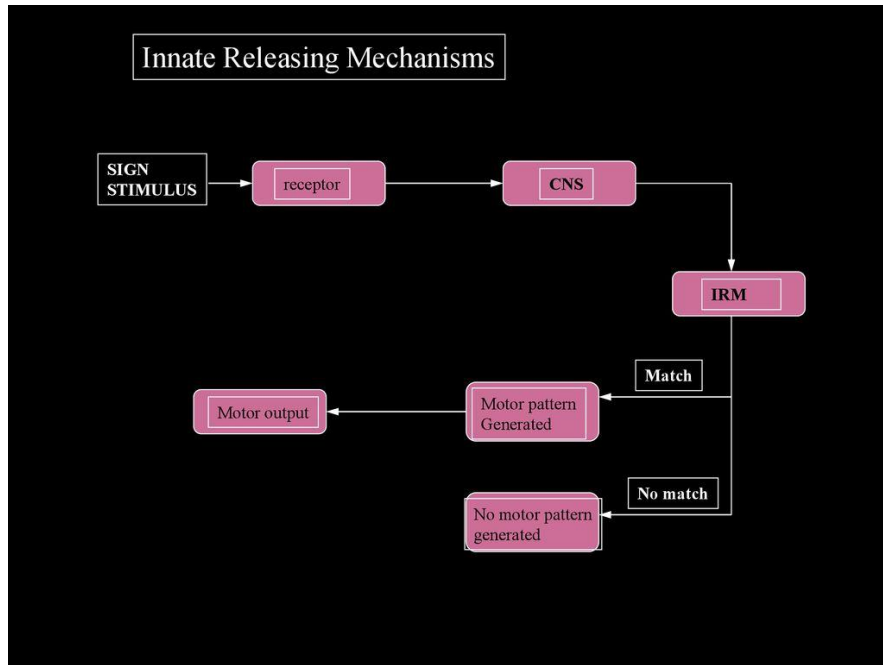 Innate Releasing Mechanisms
SIGN
STIMULUS
receptor
CNS
IRM
Match
Motor output
Motor pattern
Generated
No match
No motor pattern
generated